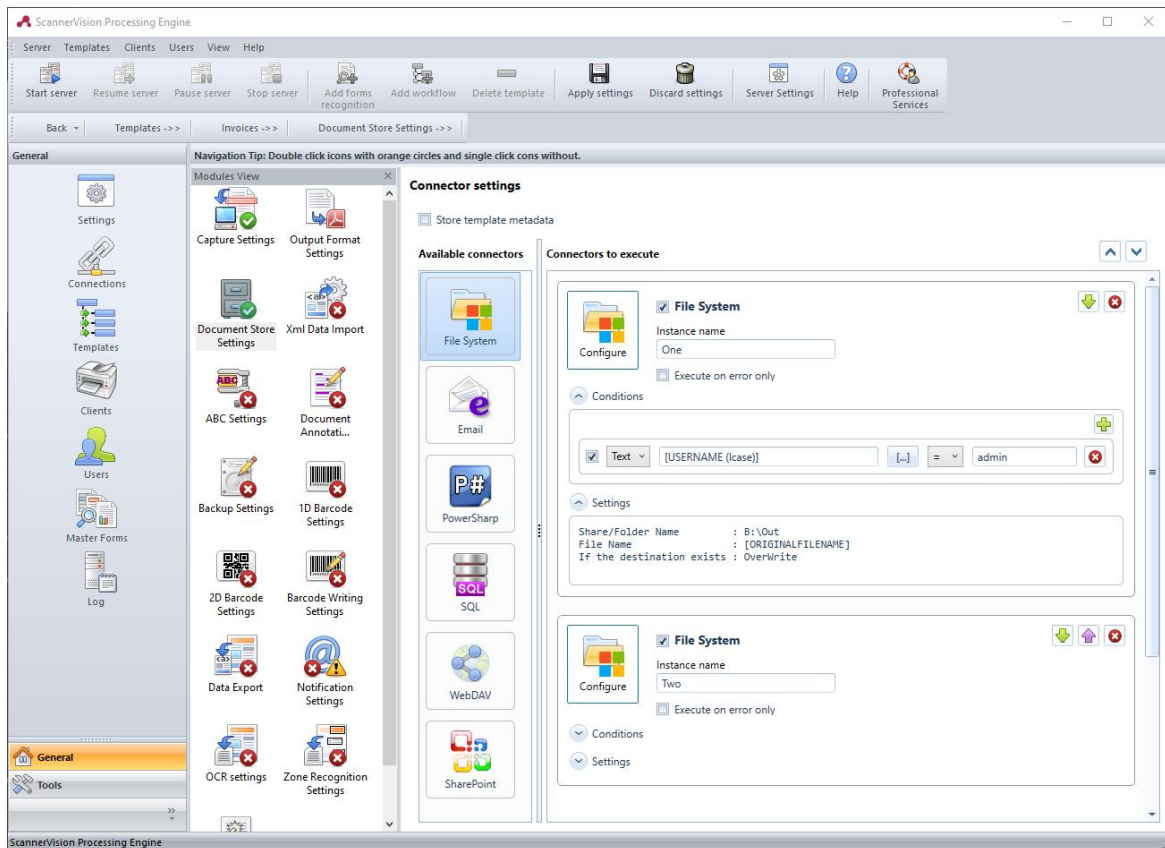 ScannerVision Processing Engine
Server Templates Clients Users View Help
Start server Resume server Pause server Stop server Add forms recognition Add workflow Delete template Apply settings Discard settings Server Settings Help Professional Services
Back Templates ->> Invoices ->> Document Store Settings ->>
General
Settings
Connections
Templates
Clients
Users
Master Forms
Log
General
Tools
Navigation Tip: Double click icons with orange circles and single click cons without.
Modules View
Capture Settings
Output Format Settings
Document Store Settings
Xml Data Import
ABC
ABC Settings
Document Annotati...
Backup Settings
1D Barcode Settings
2D Barcode Settings
Barcode Writing Settings
Data Export
Notification Settings
OCR settings
Zone Recognition Settings
Connector settings
Store template metadata
Available connectors
File System
Email
P#
PowerSharp
SQL
SQL
WebDAV
SharePoint
Connectors to execute
Configure
File System
Instance name
One
Execute on error only
Conditions
Text [USERNAME (lcase)] [...] = admin
Settings
Share/Folder Name : B:\Out
File Name : [ORIGINALFILENAME]
If the destination exists : OverWrite
Configure
File System
Instance name
Two
Execute on error only
Conditions
Settings
ScannerVision Processing Engine